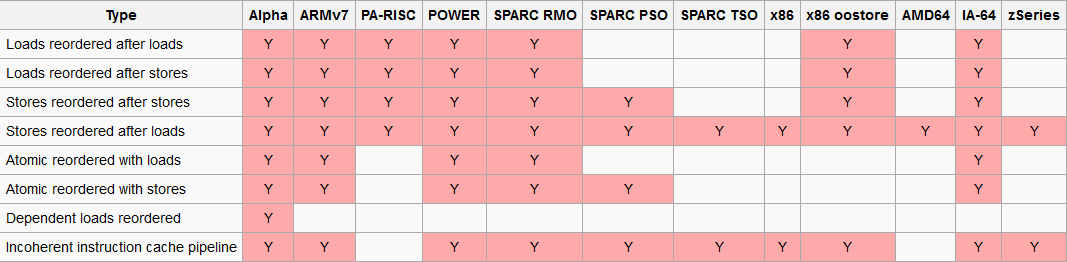 Type Alpha ARMv7 PA-RISC POWER SPARC RMO SPARC PSO SPARC TSO x86 x86 oostore AMD64 IA-64 zSeries
Loads reordered after loads Y Y Y Y Y Y Y
Loads reordered after stores Y Y Y Y Y Y Y
Stores reordered after stores Y Y Y Y Y Y Y Y
Stores reordered after loads Y Y Y Y Y Y Y Y Y Y Y Y
Atomic reordered with loads Y Y Y Y Y
Atomic reordered with stores Y Y Y Y Y Y
Dependent loads reordered Y
Incoherent instruction cache pipeline Y Y Y Y Y Y Y Y Y Y